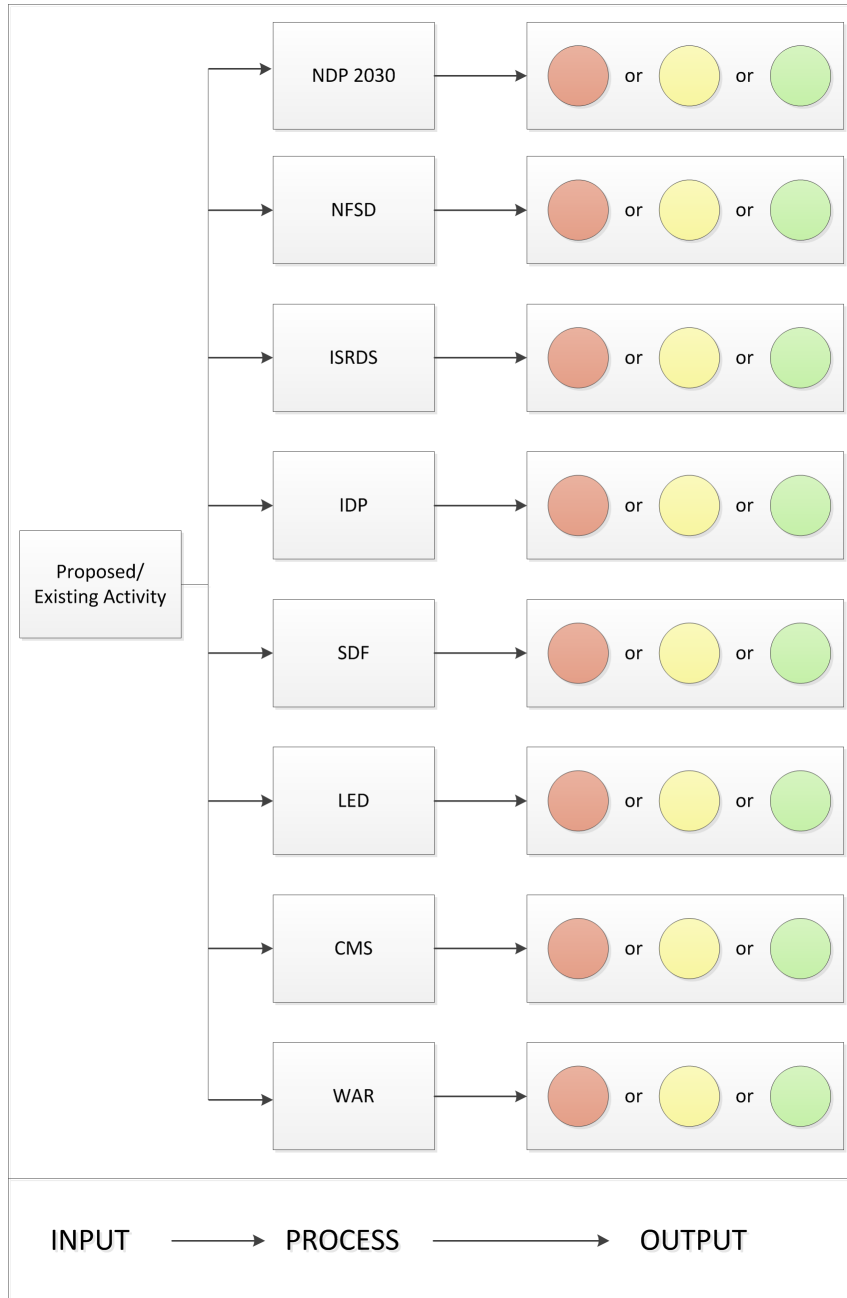 NDP 2030
or or
NFSD
or or
ISRDS
or or
IDP
or or
Proposed/
Existing Activity
SDF
or or
LED
or or
CMS
or or
WAR
or or
INPUT PROCESS OUTPUT